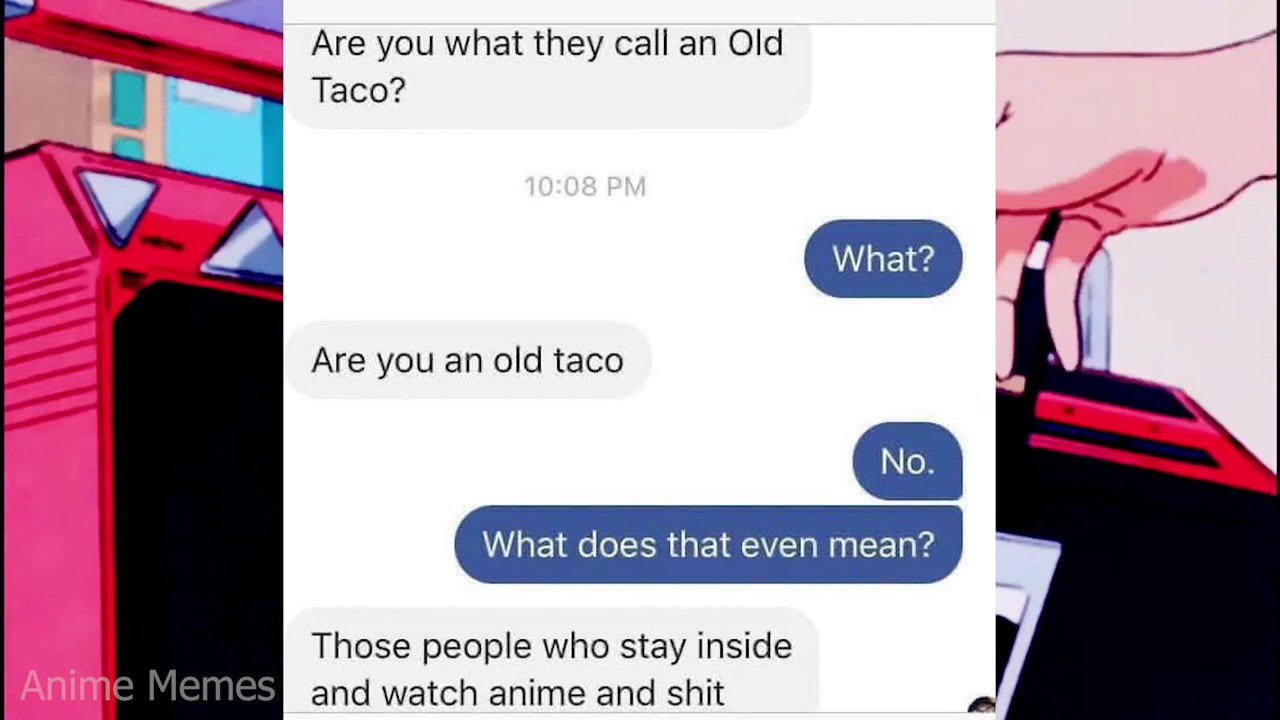 Are you what they call an Old
Taco?
10:08 PM
What?
Are you an old taco
No.
What does that even mean?
Those people who stay inside
and watch anime and shit
Anime Memes